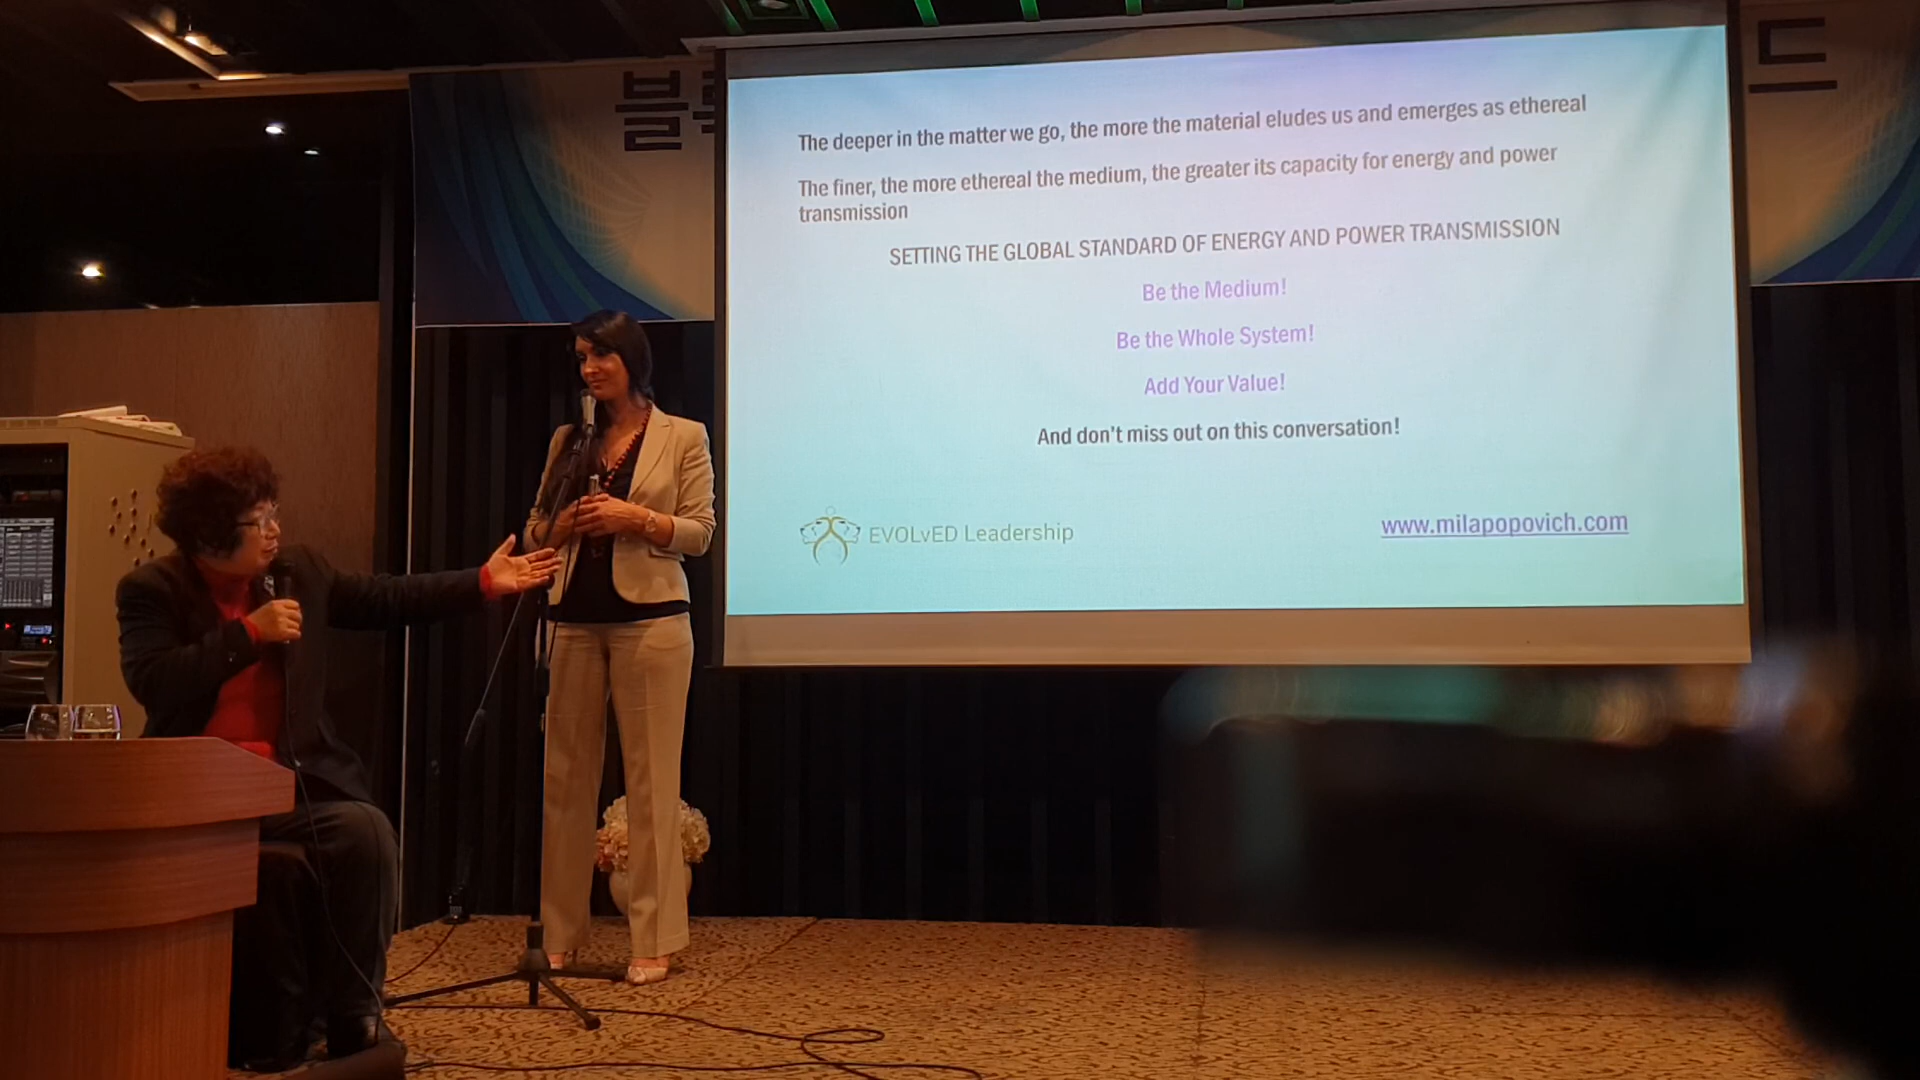 블
드
The deeper in the matter we go, the more the material eludes us and emerges as ethereal
The finer, the more ethereal the medium, the greater its capacity for energy and power
transmission
SETTING THE GLOBAL STANDARD OF ENERGY AND POWER TRANSMISSION
Be the Medium!
Be the Whole System!
Add Your Value!
And don't miss out on this conversation!
EVOLvED Leadership
www.milapopovich.com